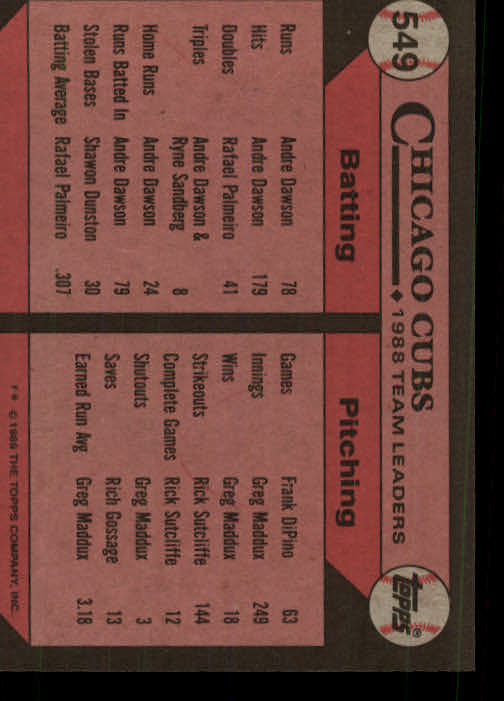 549
CHICAGO CUBS
1988 TEAM LEADERS
TOPPS®
Batting
Runs Andre Dawson 78
Hits Andre Dawson 179
Doubles Rafael Palmeiro 41
Triples Andre Dawson &
Ryne Sandberg 8
Home Runs Andre Dawson 24
Runs Batted In Andre Dawson 79
Stolen Bases Shawon Dunston 30
Batting Average Rafael Palmeiro .307
Pitching
Games Frank DiPino 63
Innings Greg Maddux 249
Wins Greg Maddux 18
Strikeouts Rick Sutcliffe 144
Complete Games Rick Sutcliffe 12
Shutouts Greg Maddux 3
Saves Rich Gossage 13
Earned Run Avg Greg Maddux 3.18
© 1989 THE TOPPS COMPANY, INC.